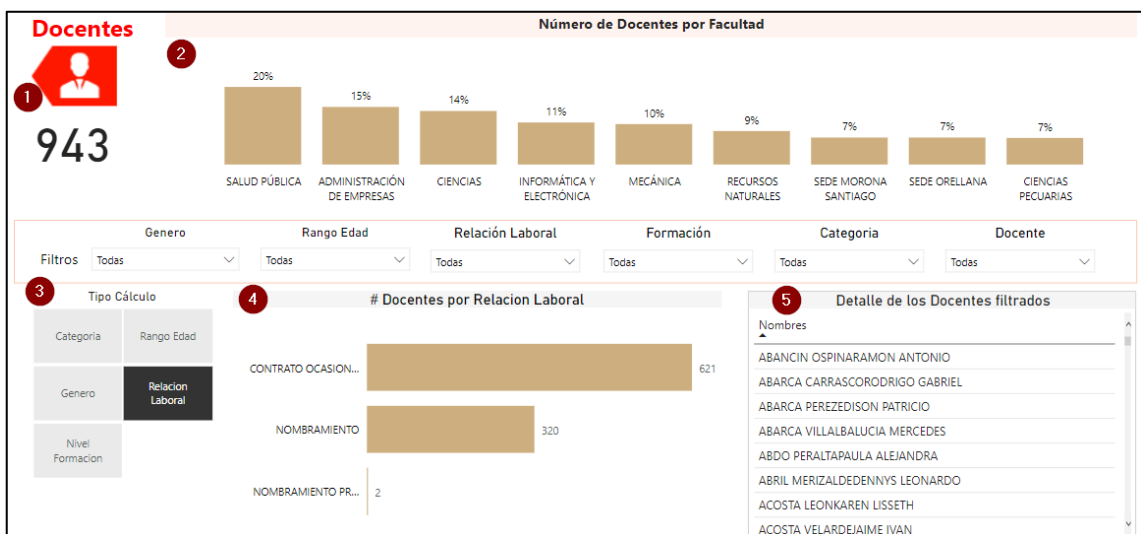 Docentes
Número de Docentes por Facultad
2
1
943
20%
15%
14%
11%
10%
9%
7%
7%
7%
SALUD PÚBLICA
ADMINISTRACIÓN
DE EMPRESAS
CIENCIAS
INFORMÁTICA Y
ELECTRÓNICA
MECÁNICA
RECURSOS
NATURALES
SEDE MORONA
SANTIAGO
SEDE ORELLANA
CIENCIAS
PECUARIAS
Filtros
Genero
Todas
Rango Edad
Todas
Relación Laboral
Todas
Formación
Todas
Categoria
Todas
Docente
Todas
3
Tipo Cálculo
Categoria
Rango Edad
Genero
Relacion
Laboral
Nivel
Formacion
4
# Docentes por Relacion Laboral
CONTRATO OCASION...
621
NOMBRAMIENTO
320
NOMBRAMIENTO PR...
2
5
Detalle de los Docentes filtrados
Nombres
ABANCIN OSPINARAMON ANTONIO
ABARCA CARRASCORODRIGO GABRIEL
ABARCA PEREZEDISON PATRICIO
ABARCA VILLALBALUCIA MERCEDES
ABDO PERALTAPAULA ALEJANDRA
ABRIL MERIZALDEDENNYS LEONARDO
ACOSTA LEONKAREN LISSETH
ACOSTA VELARDEJAIME IVAN